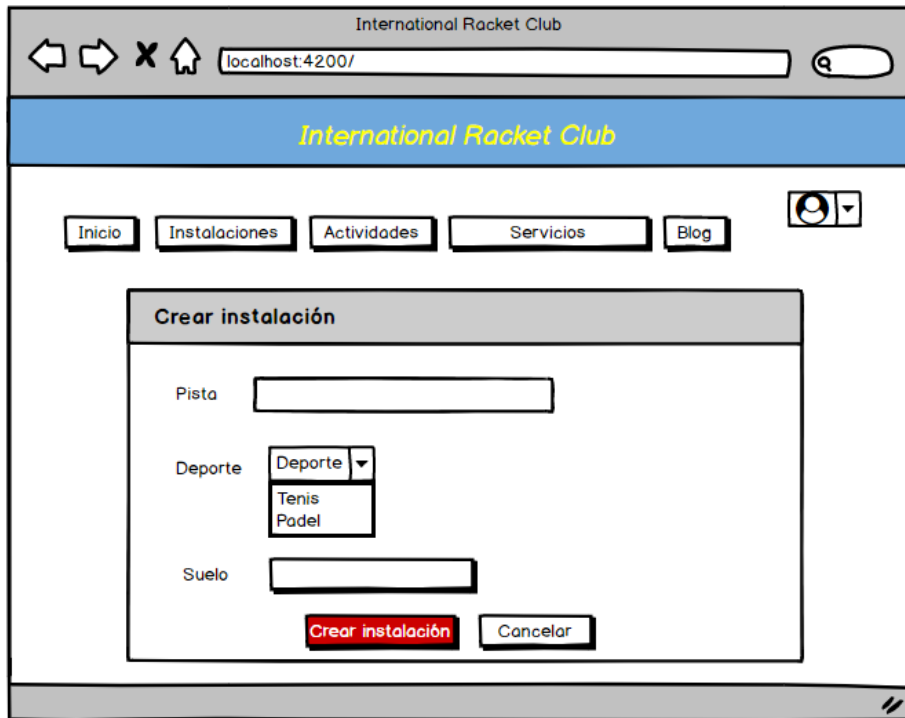 International Racket Club
localhost:4200/
International Racket Club
Inicio Instalaciones Actividades Servicios Blog
Crear instalación
Pista
Deporte Deporte
Tenis
Padel
Suelo
Crear instalación Cancelar